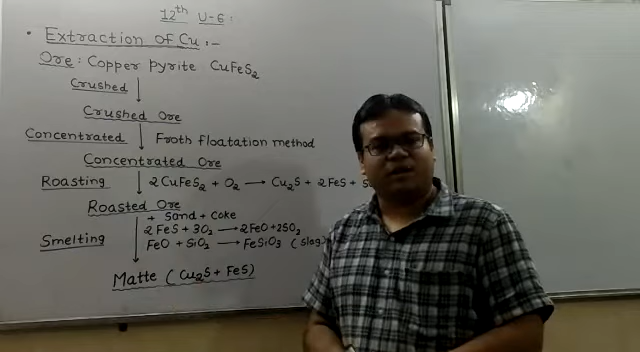 12th U-6:
• Extraction of Cu :-
Ore : Copper pyrite CuFeS2
Crushed
Crushed Ore
Concentrated Froth floatation method
Concentrated Ore
Roasting 2CuFeS2 + O2 → Cu2S + 2FeS + S
Roasted Ore
+ Sand + Coke
2FeS + 3O2 → 2FeO + 2SO2
Smelting FeO + SiO2 → FeSiO3 (Slag
Matte (Cu2S + FeS)